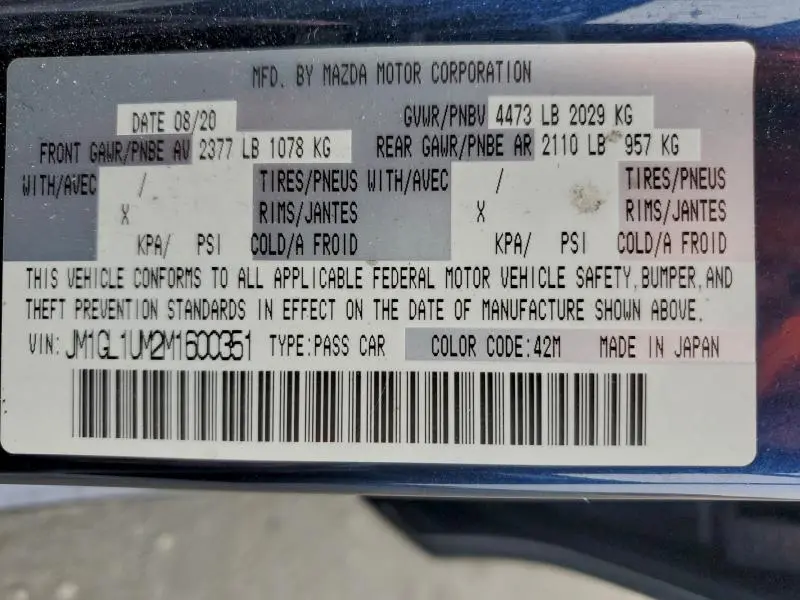 MFD. BY MAZDA MOTOR CORPORATION
DATE 08/20 GVWR/PNBV 4473 LB 2029 KG
FRONT GAWR/PNBE AV 2377 LB 1078 KG REAR GAWR/PNBE AR 2110 LB 957 KG
WITH/AVEC / TIRES/PNEUS WITH/AVEC / TIRES/PNEUS
X RIMS/JANTES X RIMS/JANTES
KPA/ PSI COLD/A FROID KPA/ PSI COLD/A FROID
THIS VEHICLE CONFORMS TO ALL APPLICABLE FEDERAL MOTOR VEHICLE SAFETY,BUMPER,AND
THEFT PREVENTION STANDARDS IN EFFECT ON THE DATE OF MANUFACTURE SHOWN ABOVE.
VIN: JM1GL1UM2M1600351 TYPE:PASS CAR COLOR CODE:42M MADE IN JAPAN